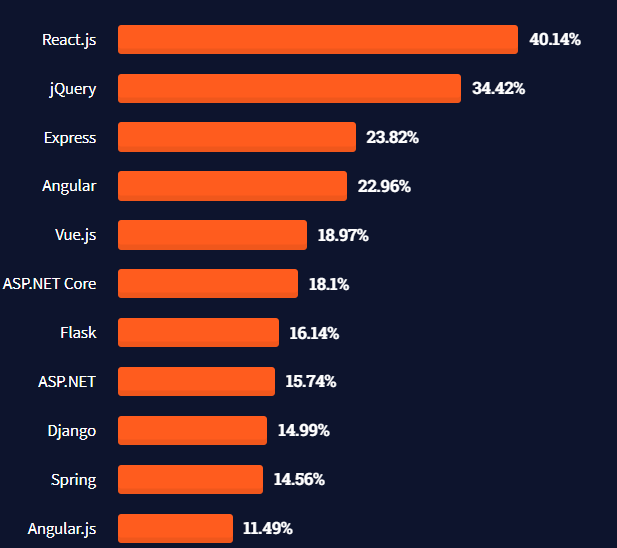 React.js 40.14%
jQuery 34.42%
Express 23.82%
Angular 22.96%
Vue.js 18.97%
ASP.NET Core 18.1%
Flask 16.14%
ASP.NET 15.74%
Django 14.99%
Spring 14.56%
Angular.js 11.49%